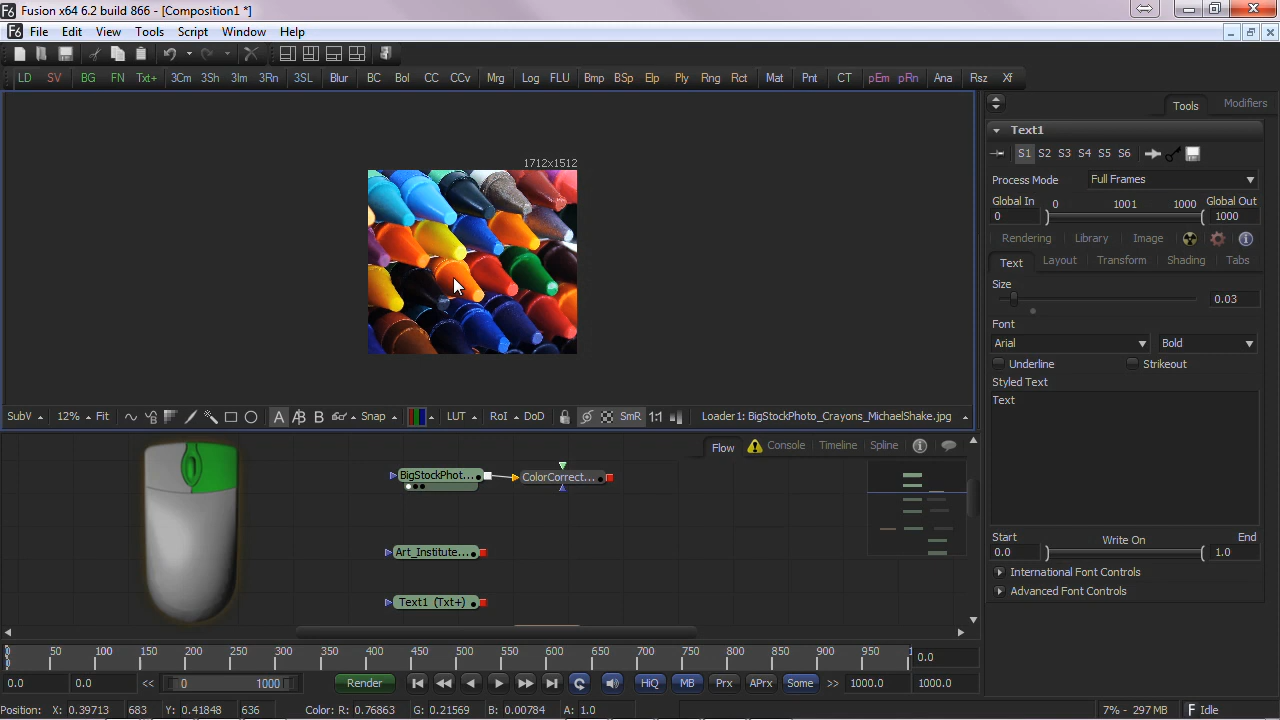 Fusion x64 6.2 build 866 - [Composition1 *]
File Edit View Tools Script Window Help
LD SV BG FN Txt+ 3Cm 3Sh 3Im 3Rn 3SL Blur BC Bol CC CCv Mrg Log FLU Bmp BSp Elp Ply Rng Rct Mat Pnt CT pEm pRn Ana Rsz Xf
Tools Modifiers
Text1
S1 S2 S3 S4 S5 S6
Process Mode Full Frames
Global In 0 1001 1000 Global Out
0 1000
Rendering Library Image
Text Layout Transform Shading Tabs
Size
0.03
Font
Arial Bold
Underline Strikeout
Styled Text
Text
Start Write On End
0.0 1.0
International Font Controls
Advanced Font Controls
1712x1512
SubV 12% Fit A B Snap LUT RoI DoD SmR 1:1 Loader1: BigStockPhoto_Crayons_MichaelShake.jpg
Flow Console Timeline Spline
BigStockPhot... ColorCorrect...
Art_Institute...
Text1 (Txt+)
0 50 100 150 200 250 300 350 400 450 500 550 600 650 700 750 800 850 900 950 0.0
0.0 0.0 << 0 1000 Render HiQ MB Prx APrx Some >> 1000.0 1000.0
Position: X: 0.39713 683 Y: 0.41848 636 Color: R: 0.76863 G: 0.21569 B: 0.00784 A: 1.0 7% - 297 MB Idle